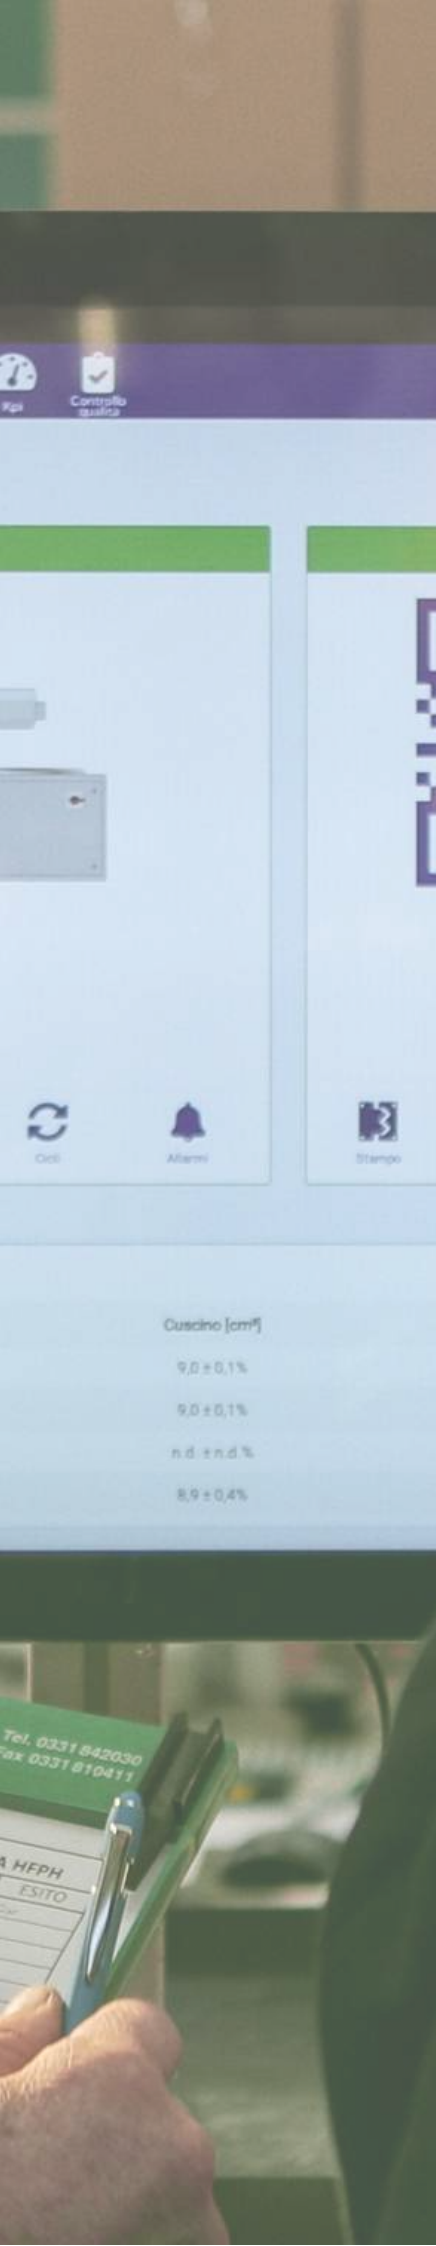 Kpi
Controllo
qualità
Cicli
Allarmi
Stampo
Cuscino [cm³]
9,0 ± 0,1%
9,0 ± 0,1%
n.d. ± n.d.%
8,9 ± 0,4%
Tel. 0331 842030
Fax 0331 810411
A HFPH
ESITO